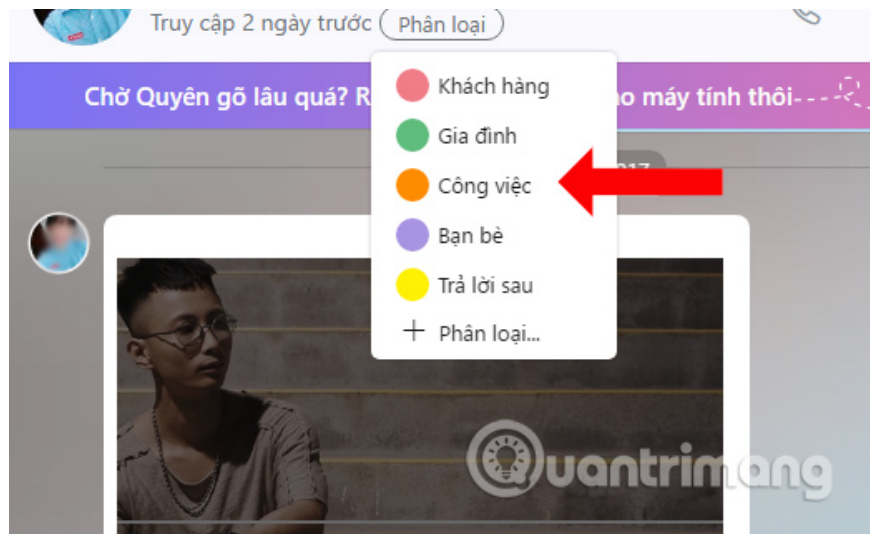 Truy cập 2 ngày trước
Phân loại
Chờ Quyên gõ lâu quá? R
o máy tính thôi
Khách hàng
Gia đình
Công việc
Bạn bè
Trả lời sau
+ Phân loại...
Quantrimang